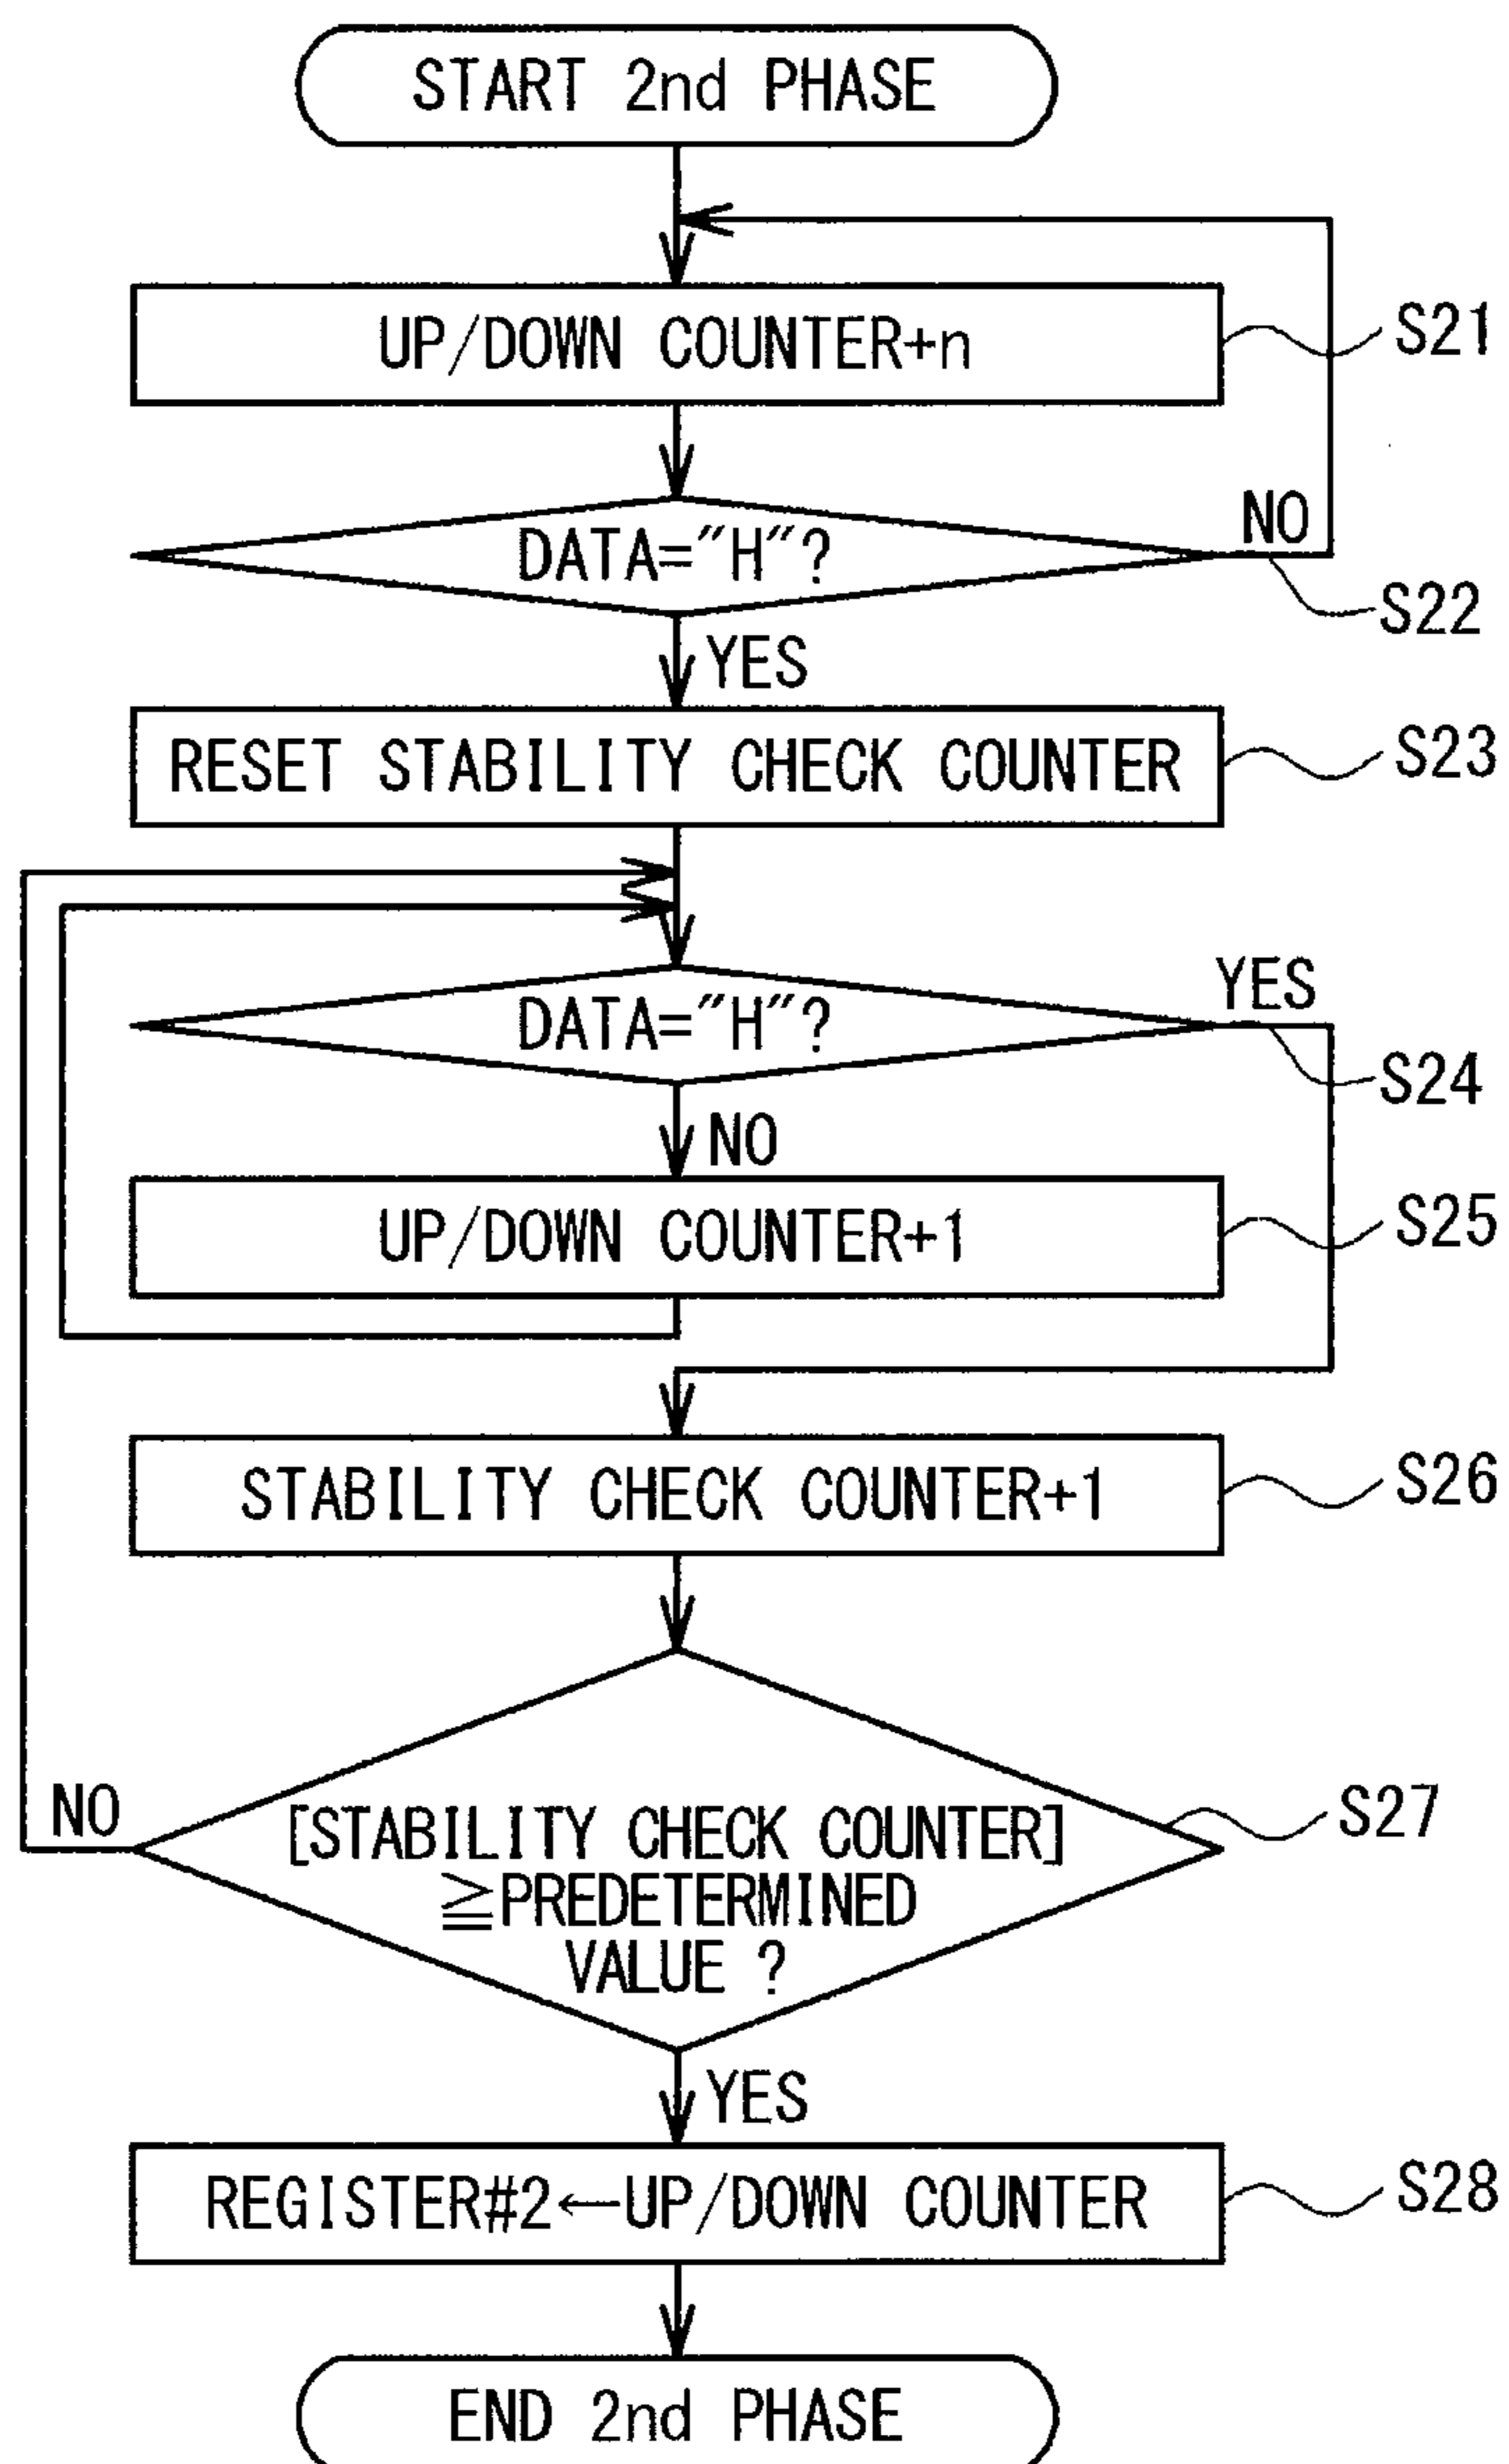 START 2nd PHASE
UP/DOWN COUNTER+n
S21
DATA="H"?
NO
S22
YES
RESET STABILITY CHECK COUNTER
S23
DATA="H"?
YES
S24
NO
UP/DOWN COUNTER+1
S25
STABILITY CHECK COUNTER+1
S26
NO
[STABILITY CHECK COUNTER]
≧PREDETERMINED
VALUE ?
S27
YES
REGISTER#2←UP/DOWN COUNTER
S28
END 2nd PHASE